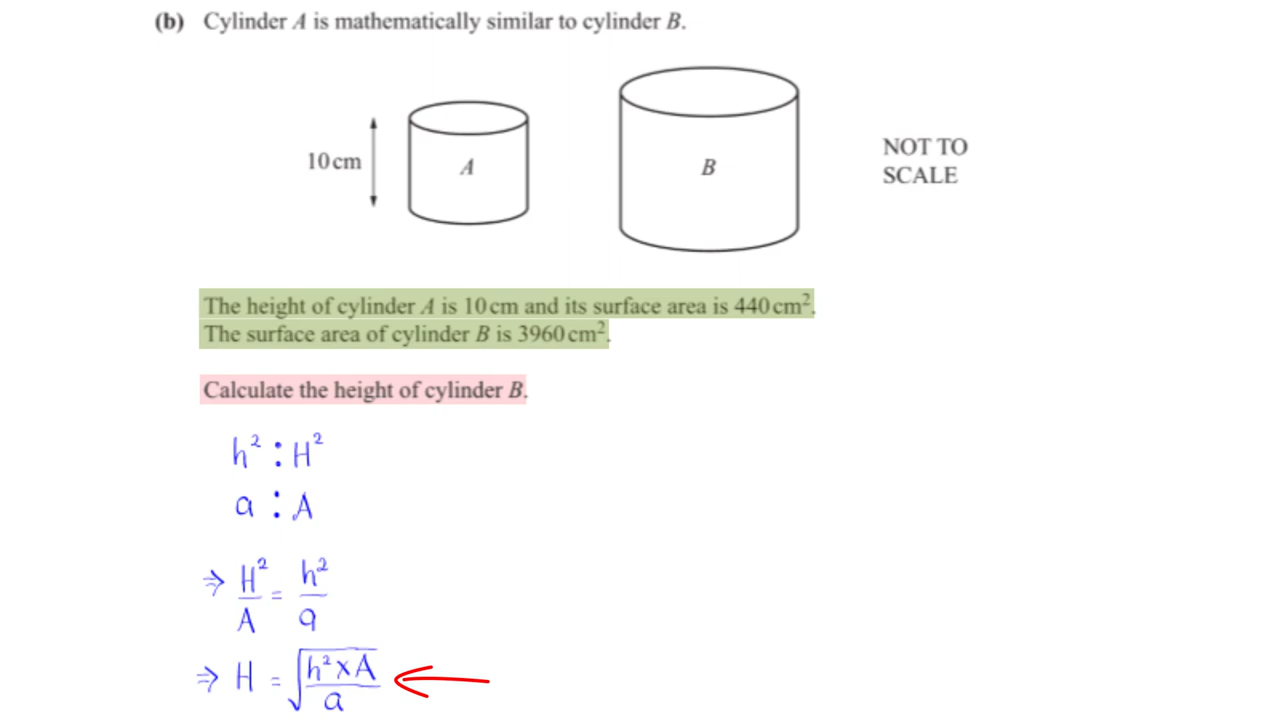 (b) Cylinder A is mathematically similar to cylinder B.
10 cm
A
B
NOT TO
SCALE
The height of cylinder A is 10 cm and its surface area is 440 cm².
The surface area of cylinder B is 3960 cm².
Calculate the height of cylinder B.
h² : H²
a : A
⇒ H²/A = h²/a
⇒ H = √(h² × A / a)